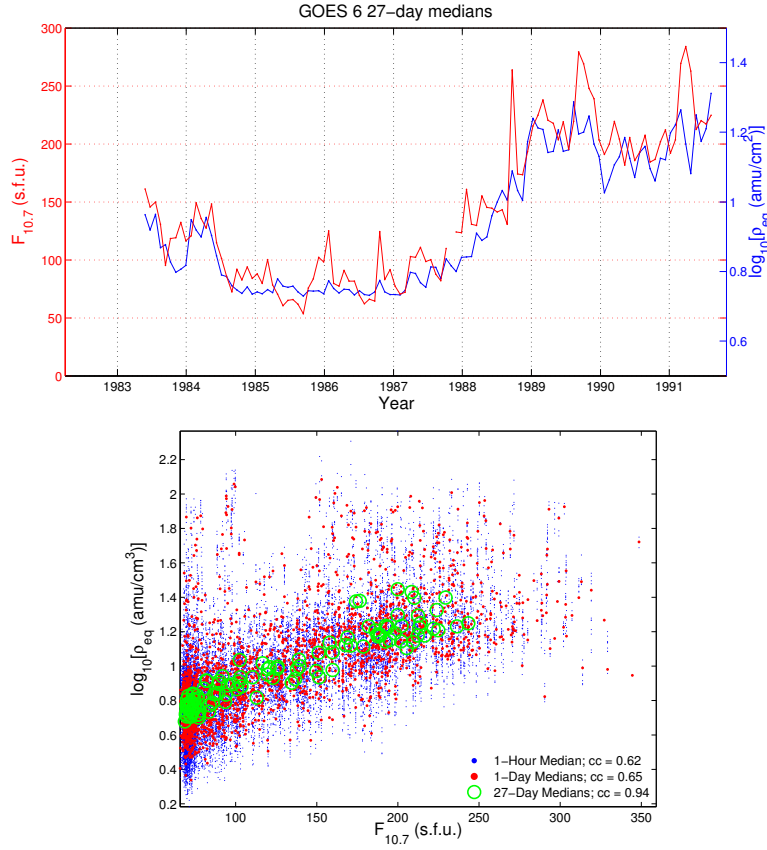 GOES 6 27-day medians
300
250
200
150
100
50
0
F10.7 (s.f.u.)
1.4
1.2
1
0.8
0.6
log10[ρeq (amu/cm²)]
1983 1984 1985 1986 1987 1988 1989 1990 1991
Year
2.2
2
1.8
1.6
1.4
1.2
1
0.8
0.6
0.4
0.2
log10[ρeq (amu/cm³)]
1−Hour Median; cc = 0.62
1−Day Medians; cc = 0.65
27−Day Medians; cc = 0.94
100 150 200 250 300 350
F10.7 (s.f.u.)